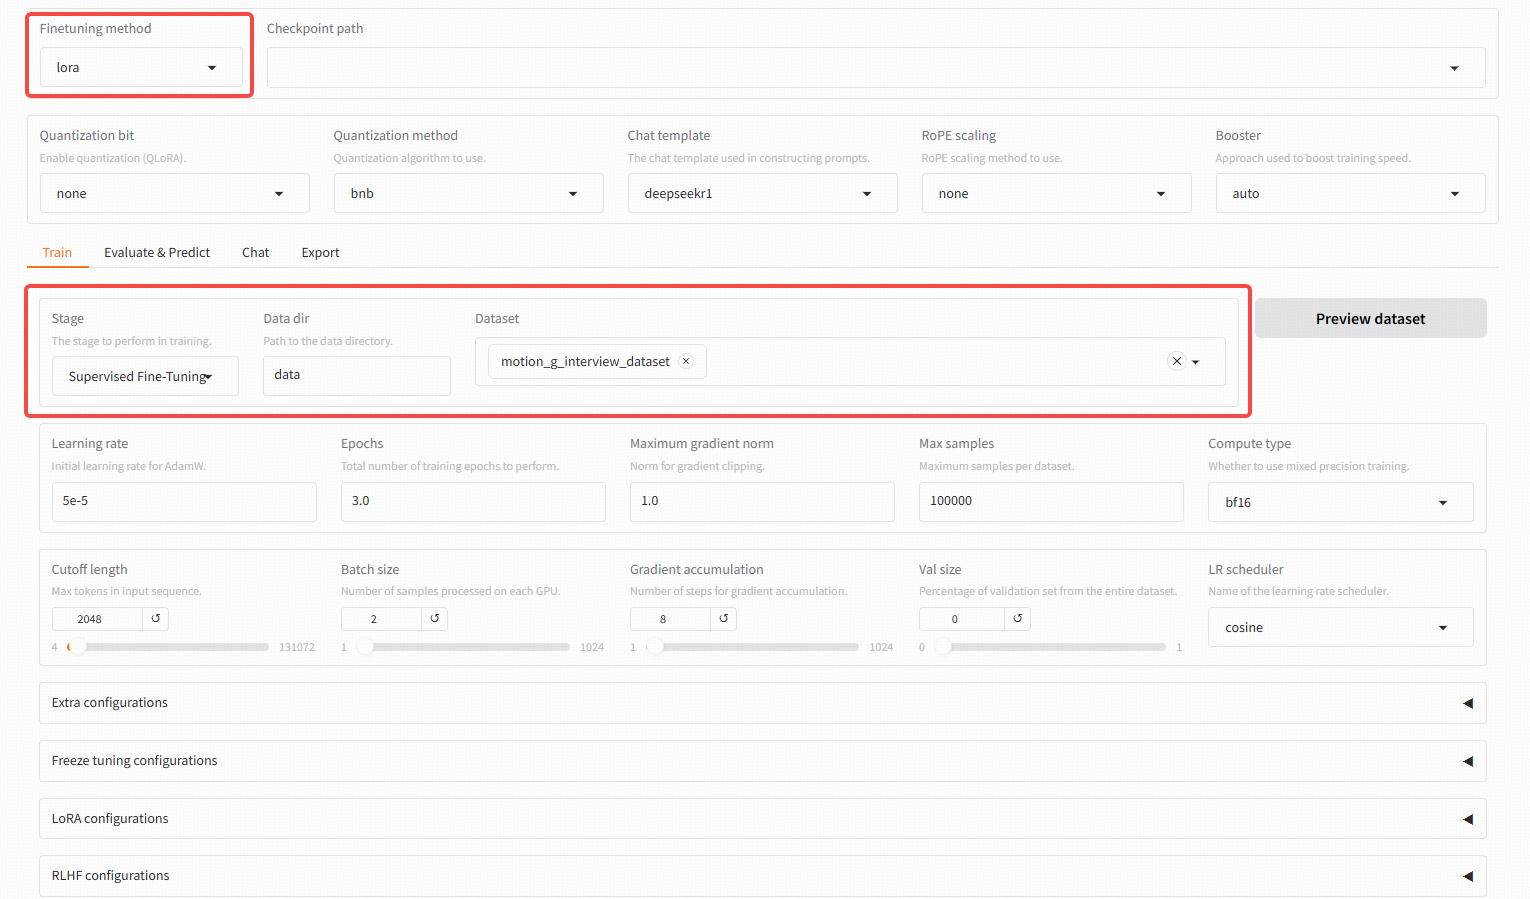 Finetuning method
Checkpoint path
lora
Quantization bit
Quantization method
Chat template
RoPE scaling
Booster
Enable quantization (QLoRA).
Quantization algorithm to use.
The chat template used in constructing prompts.
RoPE scaling method to use.
Approach used to boost training speed.
none
bnb
deepseekr1
none
auto
Train
Evaluate & Predict
Chat
Export
Stage
Data dir
Dataset
Preview dataset
The stage to perform in training.
Path to the data directory.
motion_g_interview_dataset
Supervised Fine-Tuning
data
Learning rate
Epochs
Maximum gradient norm
Max samples
Compute type
Initial learning rate for AdamW.
Total number of training epochs to perform.
Norm for gradient clipping.
Maximum samples per dataset.
Whether to use mixed precision training.
5e-5
3.0
1.0
100000
bf16
Cutoff length
Batch size
Gradient accumulation
Val size
LR scheduler
Max tokens in input sequence.
Number of samples processed on each GPU.
Number of steps for gradient accumulation.
Percentage of validation set from the entire dataset.
Name of the learning rate scheduler.
2048
2
8
0
cosine
4
131072
1
1024
1
1024
0
1
Extra configurations
Freeze tuning configurations
LoRA configurations
RLHF configurations